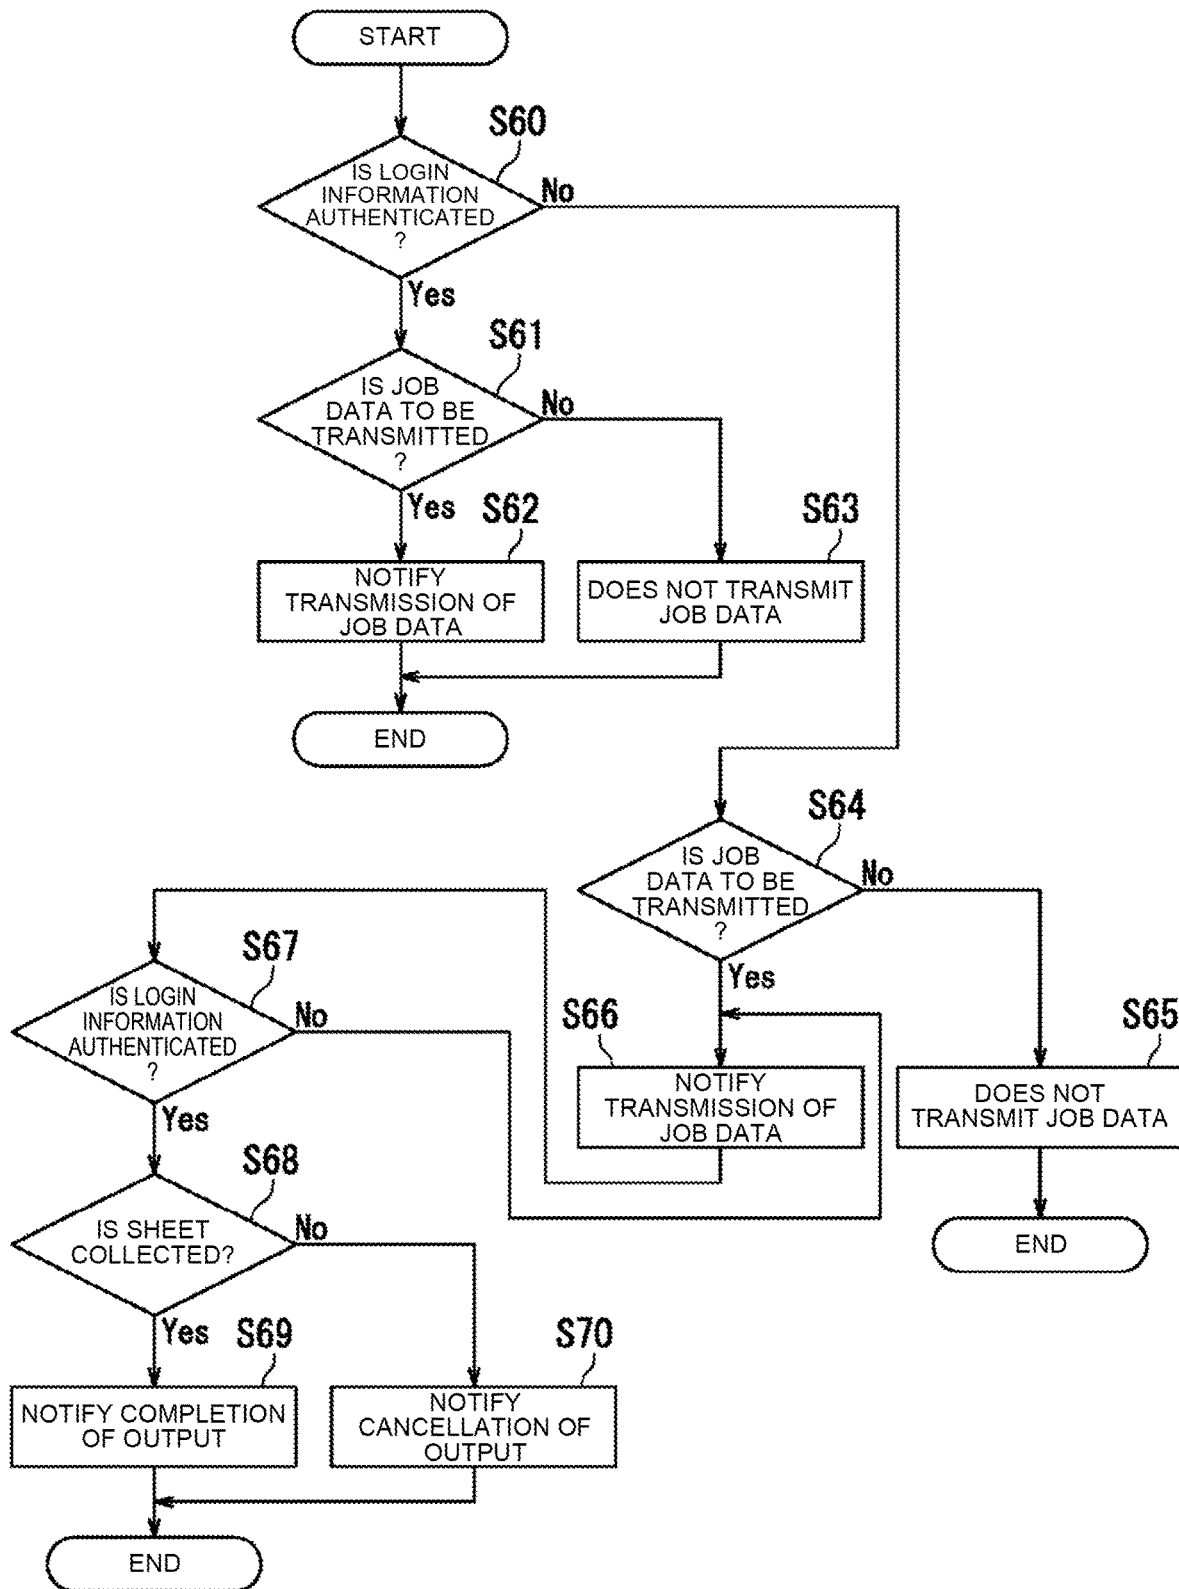 START
S60
IS LOGIN
INFORMATION
AUTHENTICATED
?
No
Yes
S61
IS JOB
DATA TO BE
TRANSMITTED
?
No
Yes
S62
NOTIFY
TRANSMISSION OF
JOB DATA
S63
DOES NOT TRANSMIT
JOB DATA
END
S64
IS JOB
DATA TO BE
TRANSMITTED
?
No
Yes
S67
IS LOGIN
INFORMATION
AUTHENTICATED
?
No
Yes
S66
NOTIFY
TRANSMISSION OF
JOB DATA
S65
DOES NOT
TRANSMIT JOB DATA
END
S68
IS SHEET
COLLECTED?
No
Yes
S69
NOTIFY COMPLETION
OF OUTPUT
S70
NOTIFY
CANCELLATION OF
OUTPUT
END